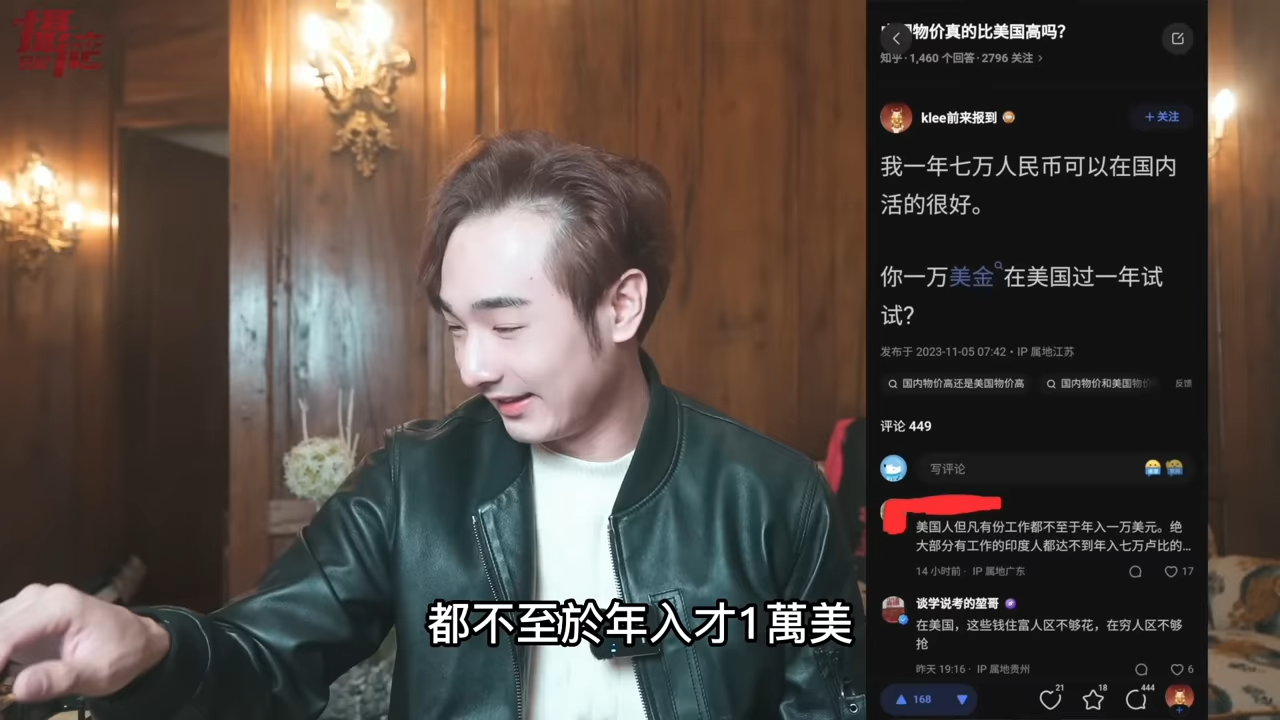 国物价真的比美国高吗?
知乎 · 1,460 个回答 · 2796 关注 >
klee前来报到
+关注
我一年七万人民币可以在国内
活的很好。
你一万美金在美国过一年试
试?
发布于 2023-11-05 07:42 · IP 属地江苏
国内物价高还是美国物价高
国内物价和美国物价
反馈
评论 449
写评论
美国人但凡有份工作都不至于年入一万美元。绝
大部分有工作的印度人都达不到年入七万卢比的...
14 小时前 · IP 属地广东
17
谈学说考的堃哥
在美国，这些钱住富人区不够花，在穷人区不够
抢
昨天 19:16 · IP 属地贵州
6
168
21
18
444
都不至於年入才1萬美